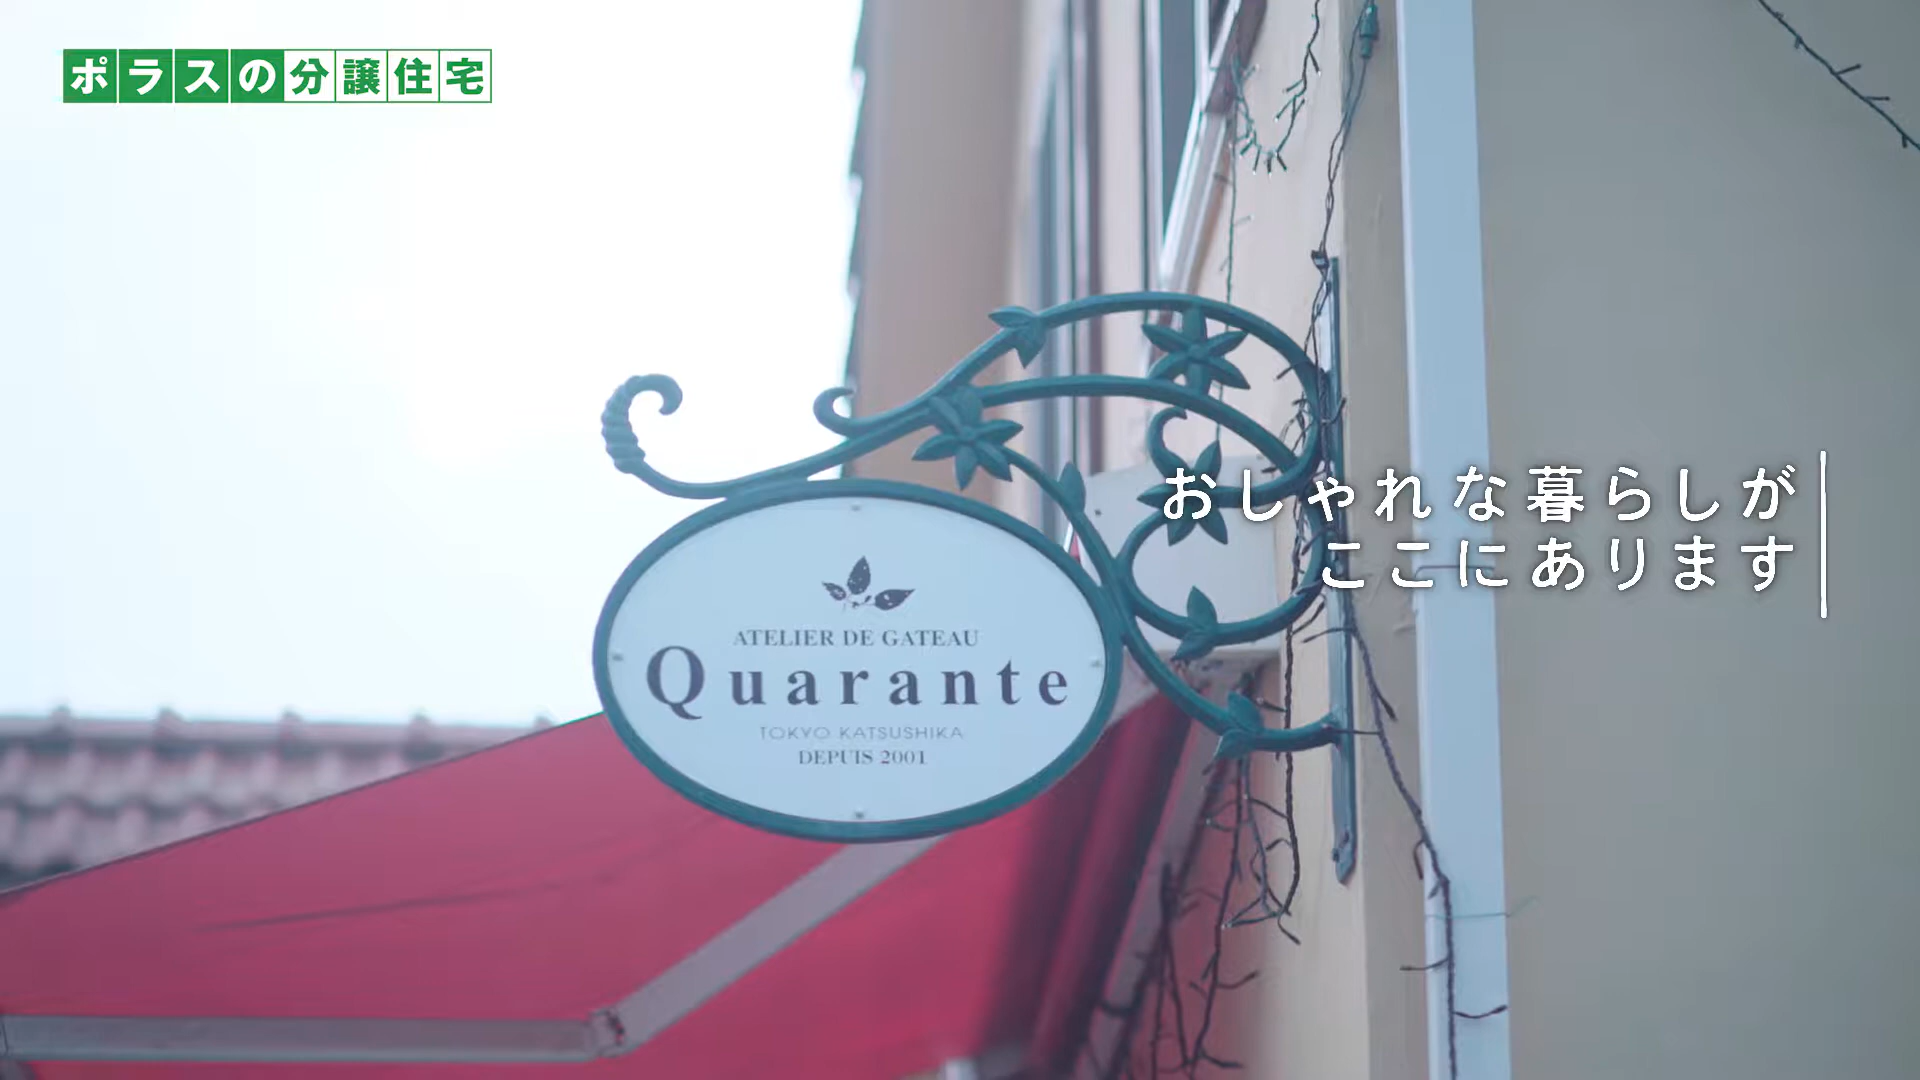 ポラスの分譲住宅
おしゃれな暮らしが
ここにあります
ATELIER DE GATEAU
Quarante
TOKYO KATSUSHIKA
DEPUIS 2001